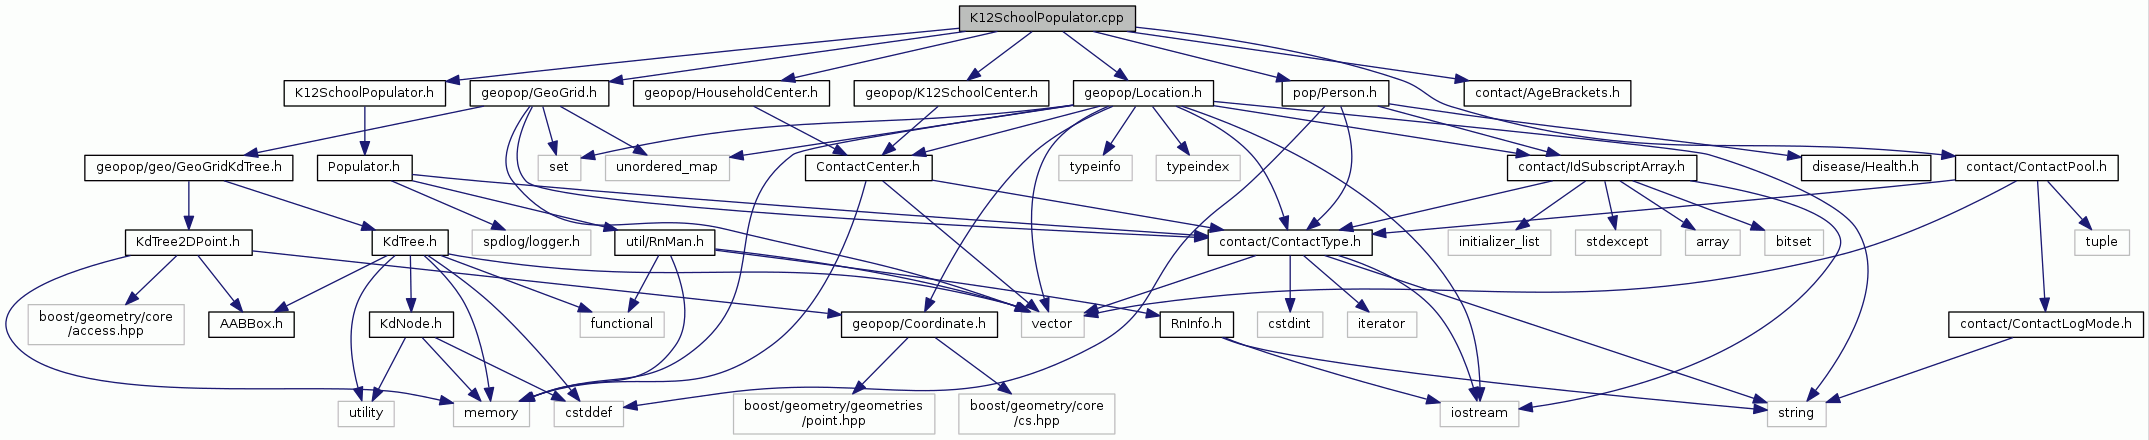 K12SchoolPopulator.cpp
K12SchoolPopulator.h
geopop/GeoGrid.h
geopop/HouseholdCenter.h
geopop/K12SchoolCenter.h
geopop/Location.h
pop/Person.h
contact/AgeBrackets.h
geopop/geo/GeoGridKdTree.h
Populator.h
set
unordered_map
ContactCenter.h
typeinfo
typeindex
contact/IdSubscriptArray.h
disease/Health.h
contact/ContactPool.h
KdTree2DPoint.h
KdTree.h
spdlog/logger.h
util/RnMan.h
contact/ContactType.h
initializer_list
stdexcept
array
bitset
tuple
boost/geometry/core
/access.hpp
AABBox.h
KdNode.h
functional
geopop/Coordinate.h
vector
RnInfo.h
cstdint
iterator
contact/ContactLogMode.h
utility
memory
cstddef
boost/geometry/geometries
/point.hpp
boost/geometry/core
/cs.hpp
iostream
string